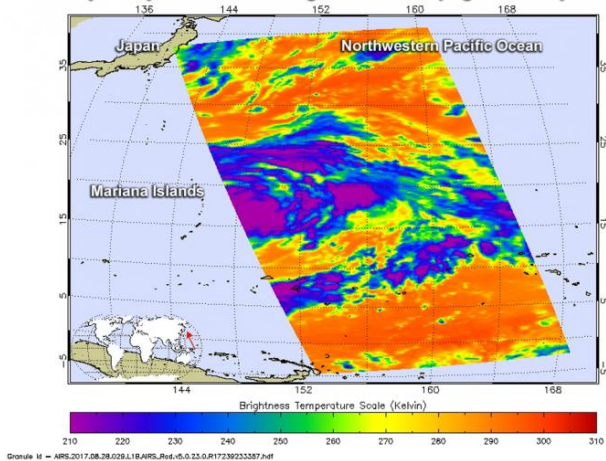 136 144 152 160 168
Japan
Northwestern Pacific Ocean
35
25
Mariana Islands
15
5
-5
144 152 160 168
Brightness Temperature Scale (Kelvin)
210 220 230 240 250 260 270 280 290 300 310
Granule Id = AIRS.2017.08.28.029.L1B.AIRS_Rad.v5.0.23.0.R17239233387.hdf